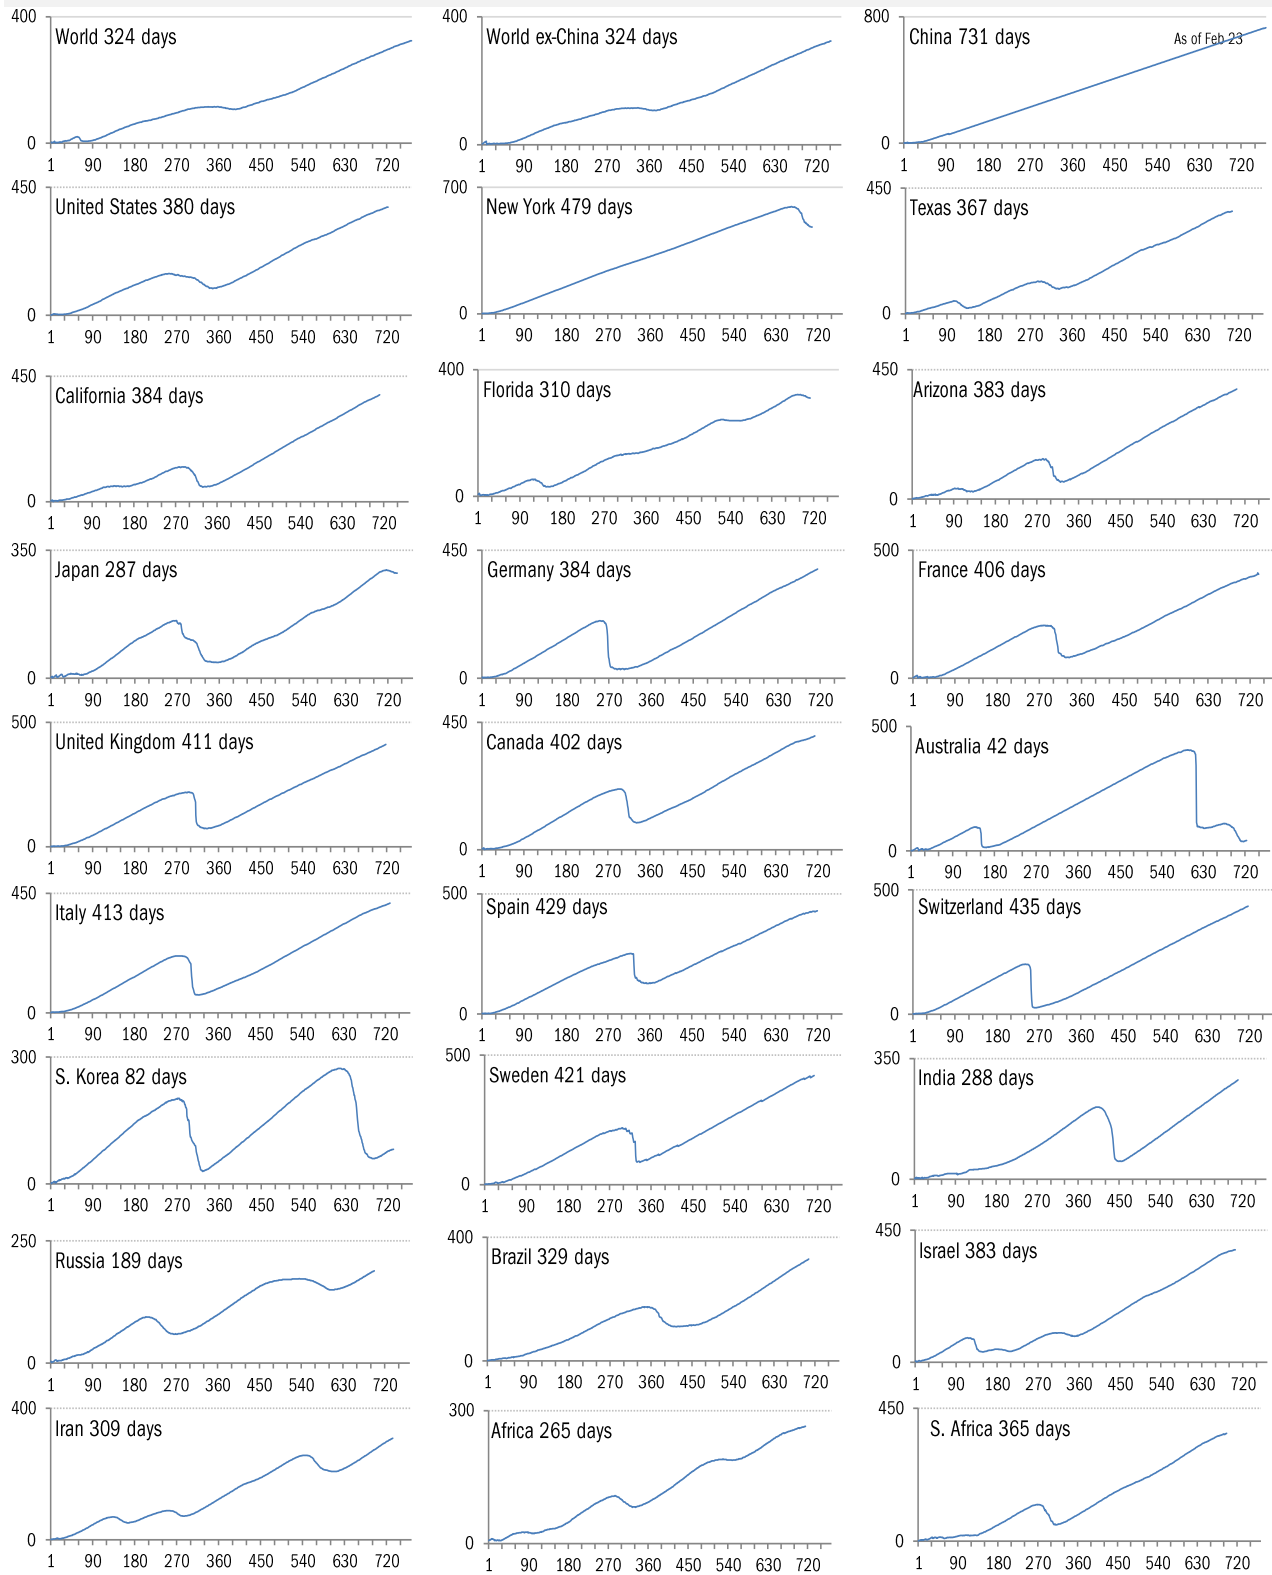 400
World 324 days
0
1 90 180 270 360 450 540 630 720
400
World ex-China 324 days
0
1 90 180 270 360 450 540 630 720
800
China 731 days
As of Feb 23
0
1 90 180 270 360 450 540 630 720
450
United States 380 days
0
1 90 180 270 360 450 540 630 720
700
New York 479 days
0
1 90 180 270 360 450 540 630 720
450
Texas 367 days
0
1 90 180 270 360 450 540 630 720
450
California 384 days
0
1 90 180 270 360 450 540 630 720
400
Florida 310 days
0
1 90 180 270 360 450 540 630 720
450
Arizona 383 days
0
1 90 180 270 360 450 540 630 720
350
Japan 287 days
0
1 90 180 270 360 450 540 630 720
450
Germany 384 days
0
1 90 180 270 360 450 540 630 720
500
France 406 days
0
1 90 180 270 360 450 540 630 720
500
United Kingdom 411 days
0
1 90 180 270 360 450 540 630 720
450
Canada 402 days
0
1 90 180 270 360 450 540 630 720
500
Australia 42 days
0
1 90 180 270 360 450 540 630 720
450
Italy 413 days
0
1 90 180 270 360 450 540 630 720
500
Spain 429 days
0
1 90 180 270 360 450 540 630 720
500
Switzerland 435 days
0
1 90 180 270 360 450 540 630 720
300
S. Korea 82 days
0
1 90 180 270 360 450 540 630 720
500
Sweden 421 days
0
1 90 180 270 360 450 540 630 720
350
India 288 days
0
1 90 180 270 360 450 540 630 720
250
Russia 189 days
0
1 90 180 270 360 450 540 630 720
400
Brazil 329 days
0
1 90 180 270 360 450 540 630 720
450
Israel 383 days
0
1 90 180 270 360 450 540 630 720
400
Iran 309 days
0
1 90 180 270 360 450 540 630 720
300
Africa 265 days
0
1 90 180 270 360 450 540 630 720
450
S. Africa 365 days
0
1 90 180 270 360 450 540 630 720